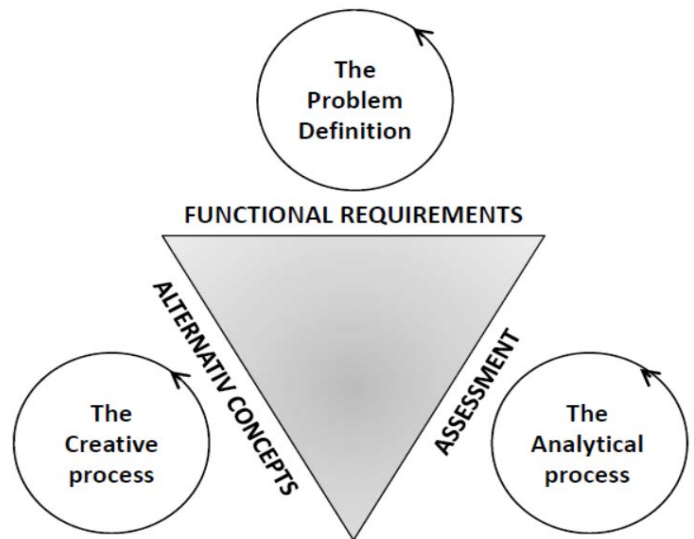 The
Problem
Definition
FUNCTIONAL REQUIREMENTS
ALTERNATIV CONCEPTS
ASSESSMENT
The
Creative
process
The
Analytical
process